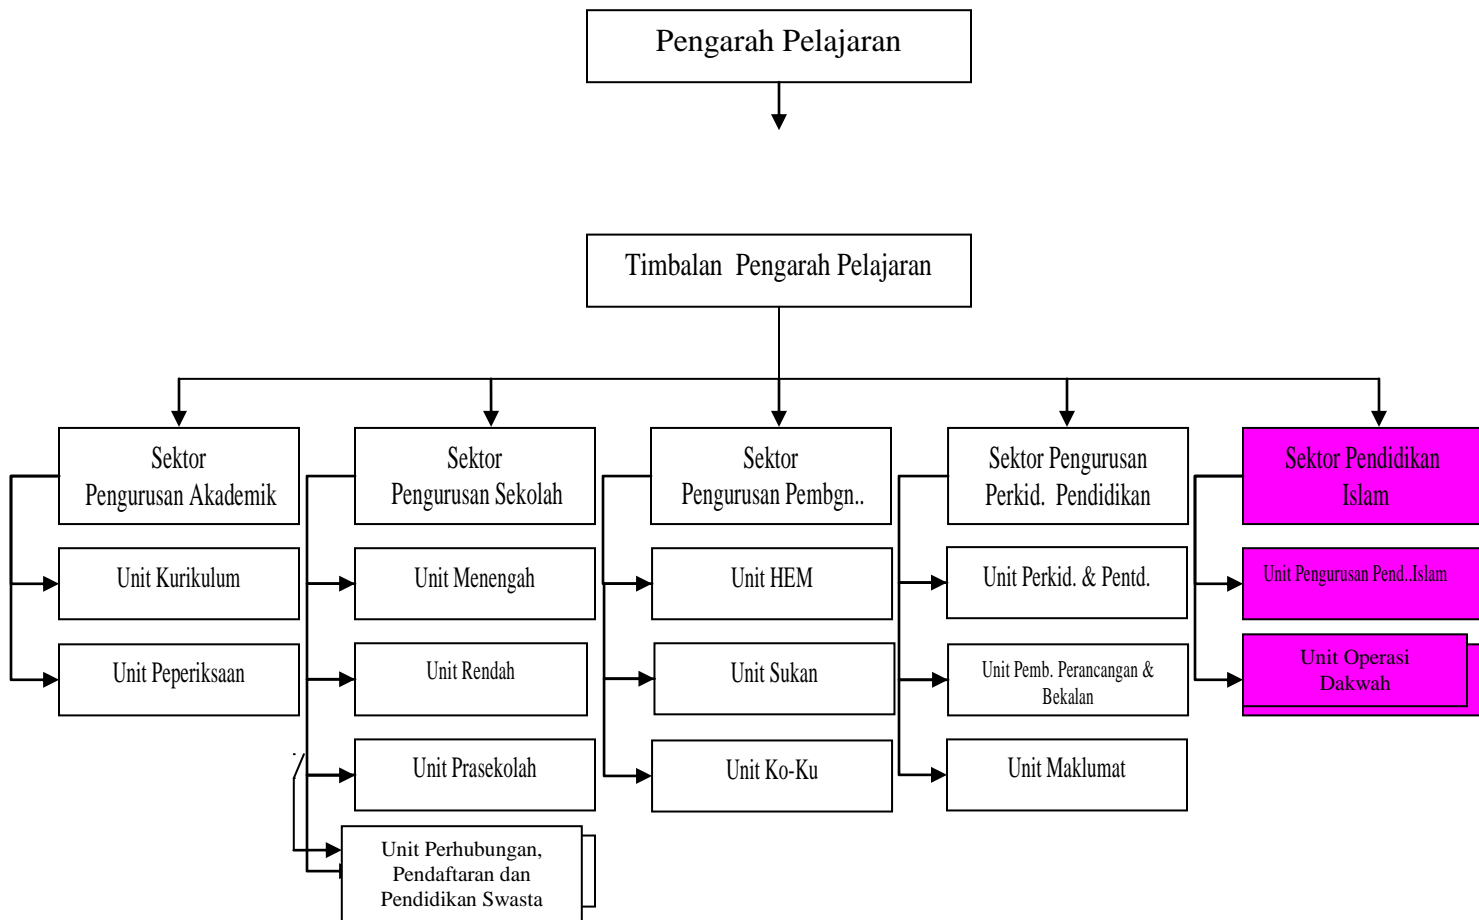 Pengarah Pelajaran
Timbalan Pengarah Pelajaran
Sektor
Pengurusan Akademik
Sektor
Pengurusan Sekolah
Sektor
Pengurusan Pembgn..
Sektor Pengurusan
Perkid. Pendidikan
Sektor Pendidikan
Islam
Unit Kurikulum
Unit Menengah
Unit HEM
Unit Perkid. & Pentd.
Unit Pengurusan Pend..Islam
Unit Peperiksaan
Unit Rendah
Unit Sukan
Unit Pemb. Perancangan &
Bekalan
Unit Operasi
Dakwah
Unit Prasekolah
Unit Ko-Ku
Unit Maklumat
Unit Perhubungan,
Pendaftaran dan
Pendidikan Swasta